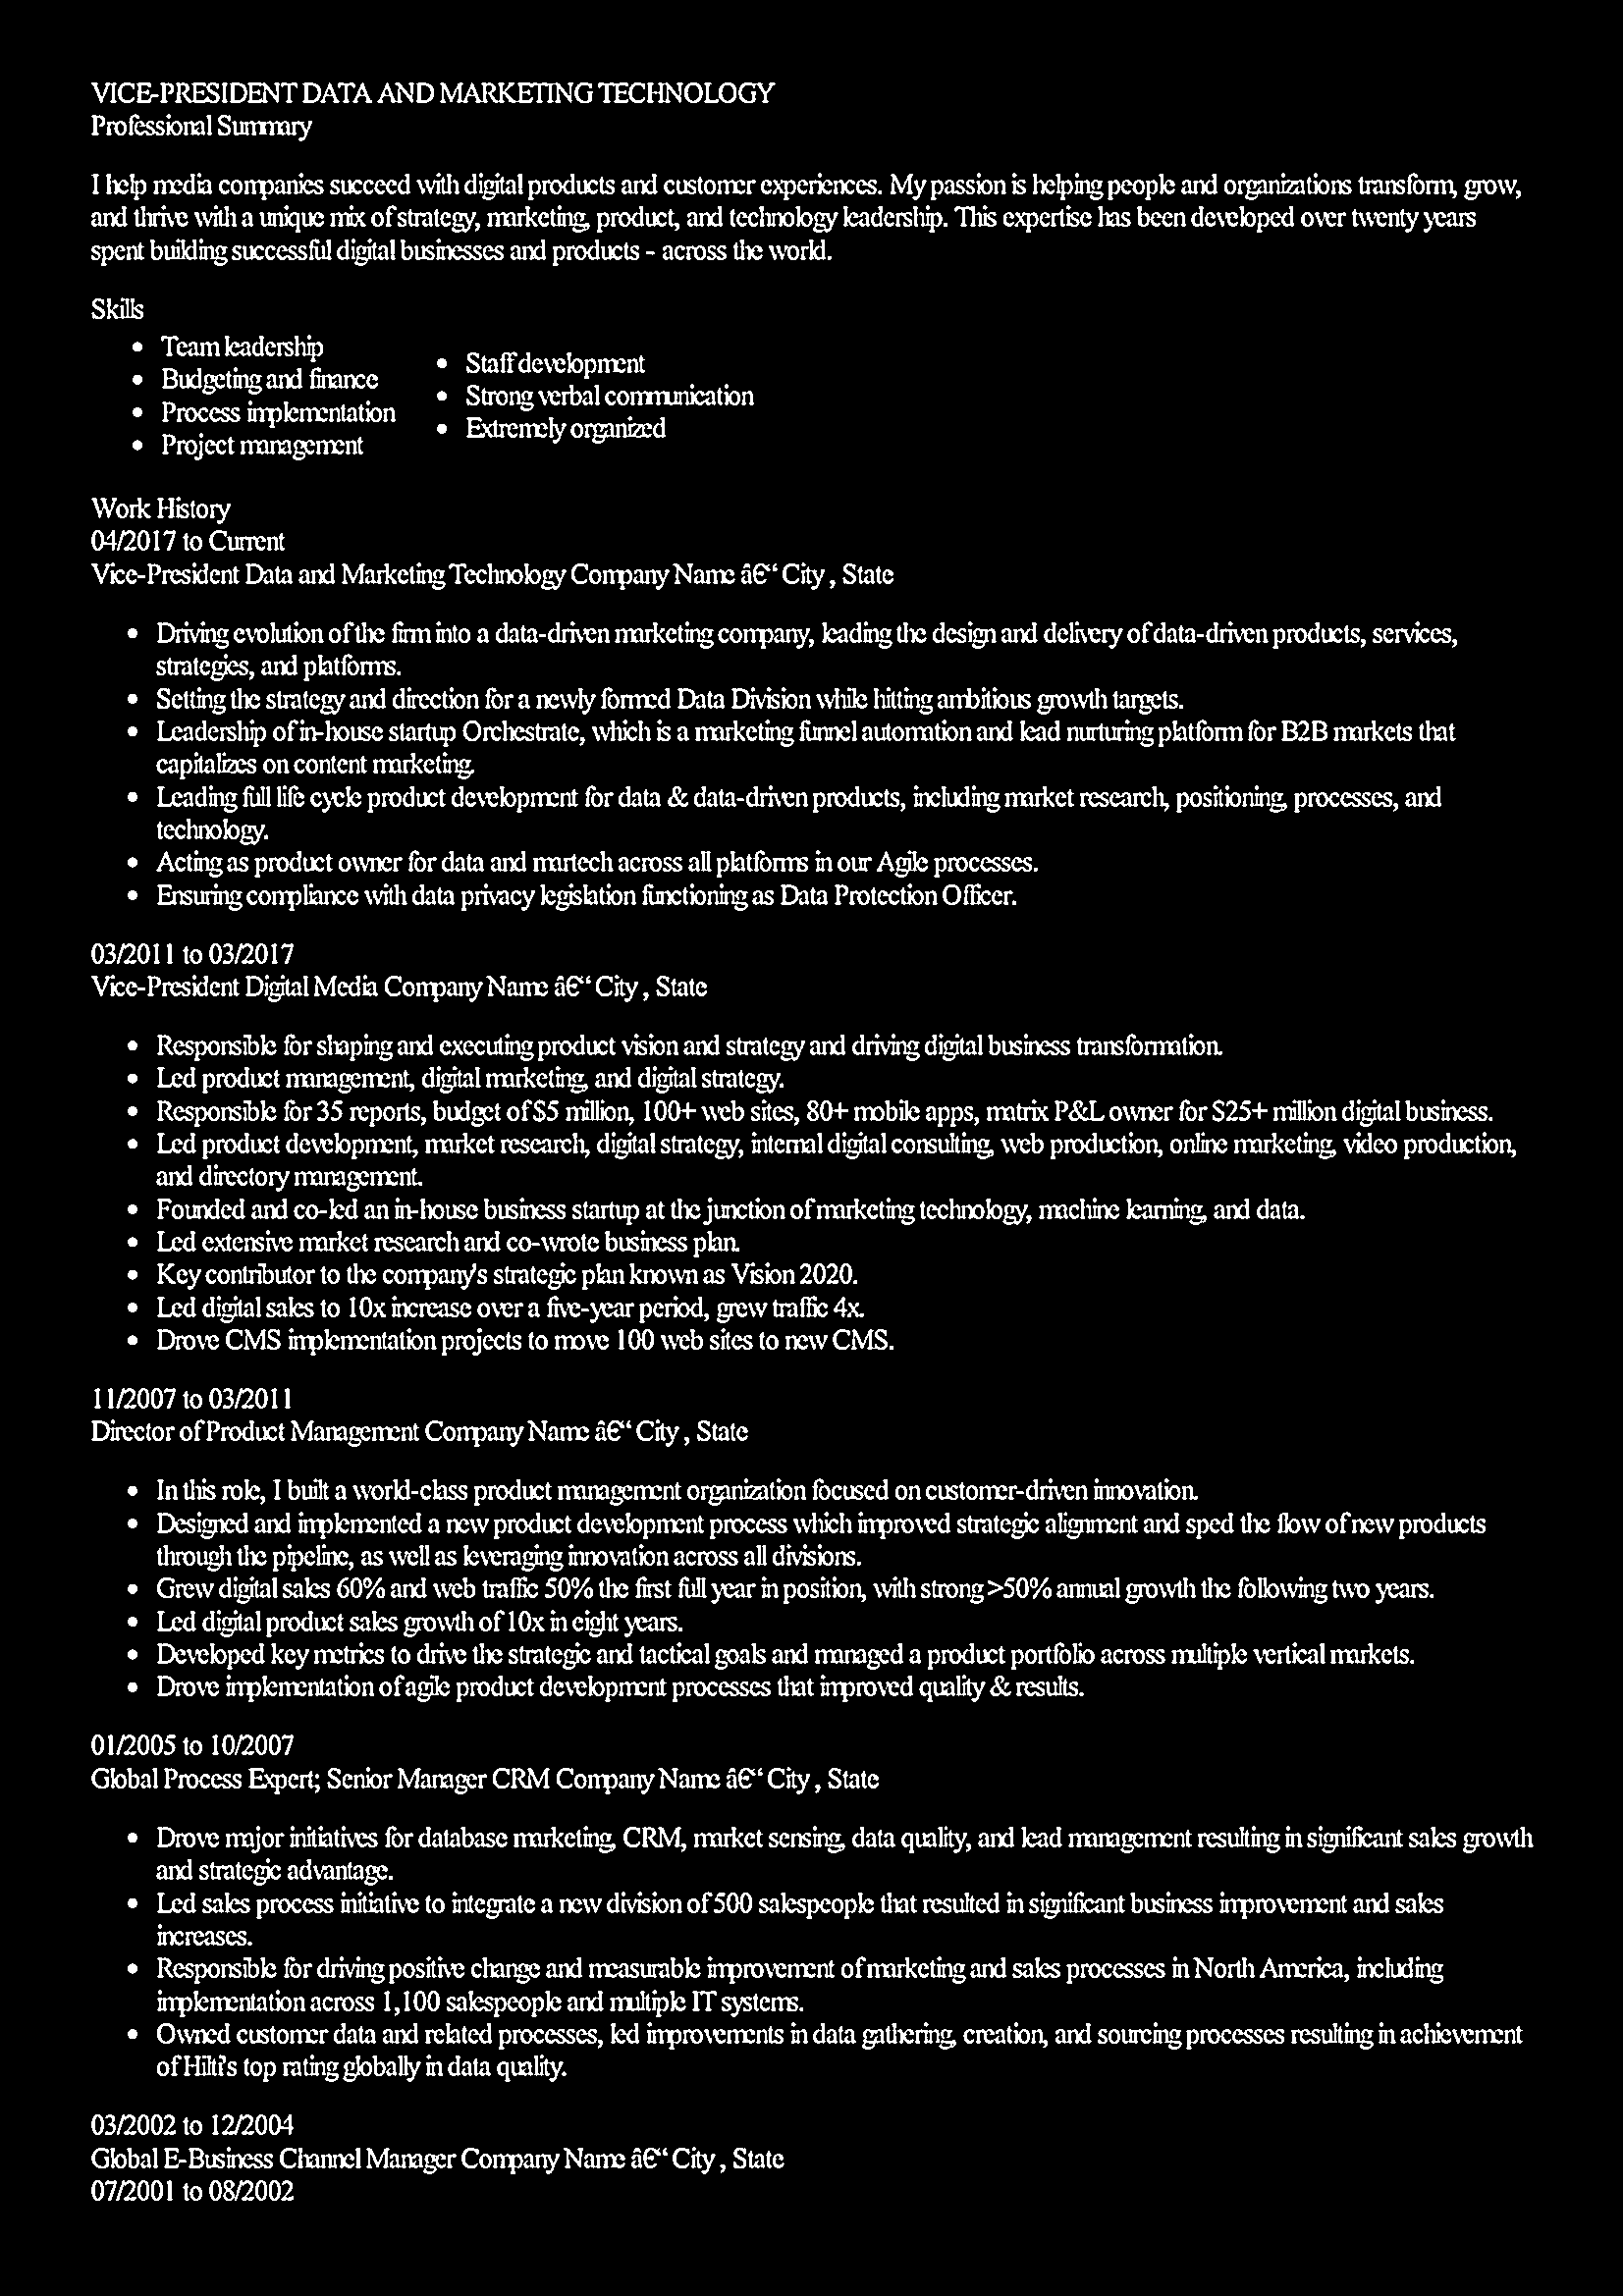 VICE-PRESIDENT DATA AND MARKETING TECHNOLOGY
Professional Summary
I help media companies succeed with digital products and customer experiences. My passion is helping people and organizations transform, grow,
and thrive with a unique mix of strategy, marketing, product, and technology leadership. This expertise has been developed over twenty years
spent building successful digital businesses and products - across the world.
Skills
• Team leadership
• Budgeting and finance
• Process implementation
• Project management
• Staff development
• Strong verbal communication
• Extremely organized
Work History
04/2017 to Current
Vice-President Data and Marketing Technology Company Name â€“ City , State
• Driving evolution of the firm into a data-driven marketing company, leading the design and delivery of data-driven products, services,
strategies, and platforms.
• Setting the strategy and direction for a newly formed Data Division while hitting ambitious growth targets.
• Leadership of in-house startup Orchestrate, which is a marketing funnel automation and lead nurturing platform for B2B markets that
capitalizes on content marketing.
• Leading full life cycle product development for data & data-driven products, including market research, positioning, processes, and
technology.
• Acting as product owner for data and martech across all platforms in our Agile processes.
• Ensuring compliance with data privacy legislation functioning as Data Protection Officer.
03/2011 to 03/2017
Vice-President Digital Media Company Name â€“ City , State
• Responsible for shaping and executing product vision and strategy and driving digital business transformation.
• Led product management, digital marketing, and digital strategy.
• Responsible for 35 reports, budget of $5 million, 100+ web sites, 80+ mobile apps, matrix P&L owner for $25+ million digital business.
• Led product development, market research, digital strategy, internal digital consulting, web production, online marketing, video production,
and directory management.
• Founded and co-led an in-house business startup at the junction of marketing technology, machine learning, and data.
• Led extensive market research and co-wrote business plan.
• Key contributor to the company's strategic plan known as Vision 2020.
• Led digital sales to 10x increase over a five-year period, grew traffic 4x.
• Drove CMS implementation projects to move 100 web sites to new CMS.
11/2007 to 03/2011
Director of Product Management Company Name â€“ City , State
• In this role, I built a world-class product management organization focused on customer-driven innovation.
• Designed and implemented a new product development process which improved strategic alignment and sped the flow of new products
through the pipeline, as well as leveraging innovation across all divisions.
• Grew digital sales 60% and web traffic 50% the first full year in position, with strong >50% annual growth the following two years.
• Led digital product sales growth of 10x in eight years.
• Developed key metrics to drive the strategic and tactical goals and managed a product portfolio across multiple vertical markets.
• Drove implementation of agile product development processes that improved quality & results.
01/2005 to 10/2007
Global Process Expert; Senior Manager CRM Company Name â€“ City , State
• Drove major initiatives for database marketing, CRM, market sensing, data quality, and lead management resulting in significant sales growth
and strategic advantage.
• Led sales process initiative to integrate a new division of 500 salespeople that resulted in significant business improvement and sales
increases.
• Responsible for driving positive change and measurable improvement of marketing and sales processes in North America, including
implementation across 1,100 salespeople and multiple IT systems.
• Owned customer data and related processes, led improvements in data gathering, creation, and sourcing processes resulting in achievement
of Hilti's top rating globally in data quality.
03/2002 to 12/2004
Global E-Business Channel Manager Company Name â€“ City , State
07/2001 to 08/2002